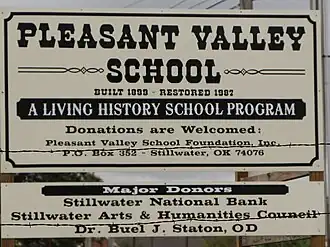 PLEASANT VALLEY
SCHOOL
BUILT 1899 - RESTORED 1987
A LIVING HISTORY SCHOOL PROGRAM
Donations are Welcomed:
Pleasant Valley School Foundation, Inc.
P.O. Box 352 - Stillwater, OK 74076
Major Donors
Stillwater National Bank
Stillwater Arts & Humanities Council
Dr. Buel J. Staton, OD